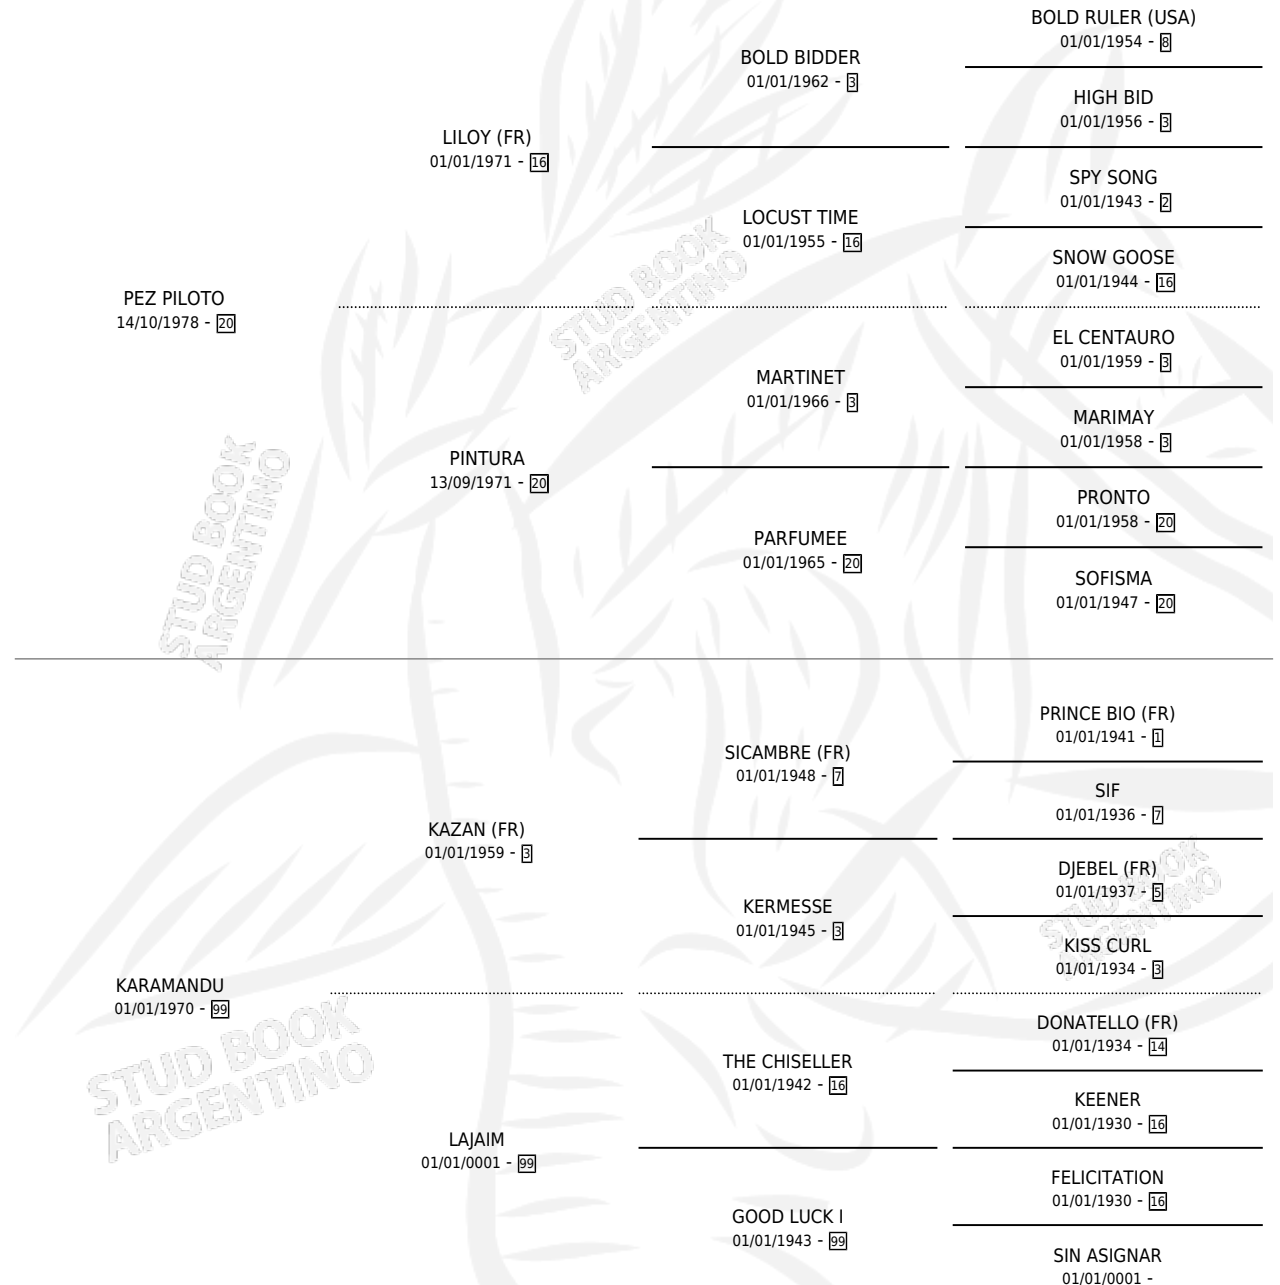 BOLD RULER (USA)
01/01/1954 - 8
BOLD BIDDER
01/01/1962 - 3
HIGH BID
01/01/1956 - 3
LILOY (FR)
01/01/1971 - 16
SPY SONG
01/01/1943 - 2
LOCUST TIME
01/01/1955 - 16
SNOW GOOSE
01/01/1944 - 16
PEZ PILOTO
14/10/1978 - 20
STUD BOOK
ARGENTINO
EL CENTAURO
01/01/1959 - 3
MARTINET
01/01/1966 - 3
MARIMAY
01/01/1958 - 3
PINTURA
13/09/1971 - 20
PRONTO
01/01/1958 - 20
PARFUMEE
01/01/1965 - 20
SOFISMA
01/01/1947 - 20
STUD BOOK
ARGENTINO
PRINCE BIO (FR)
01/01/1941 - 1
SICAMBRE (FR)
01/01/1948 - 7
SIF
01/01/1936 - 7
KAZAN (FR)
01/01/1959 - 3
DJEBEL (FR)
01/01/1937 - 5
STUD BOOK
ARGENTINO
KERMESSE
01/01/1945 - 3
KISS CURL
01/01/1934 - 3
KARAMANDU
01/01/1970 - 99
STUD BOOK
ARGENTINO
DONATELLO (FR)
01/01/1934 - 14
THE CHISELLER
01/01/1942 - 16
KEENER
01/01/1930 - 16
LAJAIM
01/01/0001 - 99
FELICITATION
01/01/1930 - 16
GOOD LUCK I
01/01/1943 - 99
SIN ASIGNAR
01/01/0001 -